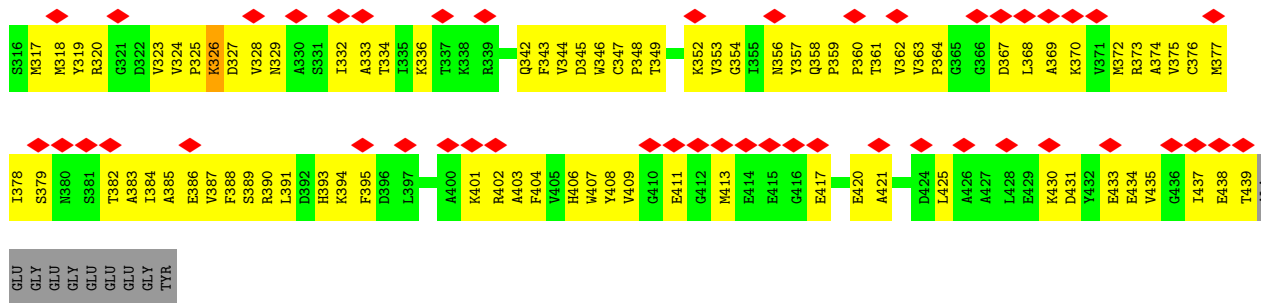 S316 M317 M318 Y319 R320 G321 D322 V323 V324 P325 K326 D327 V328 N329 A330 S331 I332 A333 T334 I335 K336 T337 K338 R339 Q342 F343 V344 D345 W346 C347 P348 T349 K352 V353 G354 I355 N356 Y357 Q358 P359 P360 T361 V362 V363 P364 G365 G366 D367 L368 A369 K370 V371 M372 R373 A374 V375 C376 M377
I378 S379 N380 S381 T382 A383 I384 A385 E386 V387 F388 S389 R390 L391 D392 H393 K394 F395 D396 L397 A400 K401 R402 A403 F404 V405 H406 W407 Y408 V409 G410 E411 G412 M413 E414 E415 G416 E417 E420 A421 D424 L425 A426 A427 L428 E429 K430 D431 Y432 E433 E434 V435 G436 I437 E438 T439
GLU GLY GLU GLY GLU GLU GLU GLY TYR